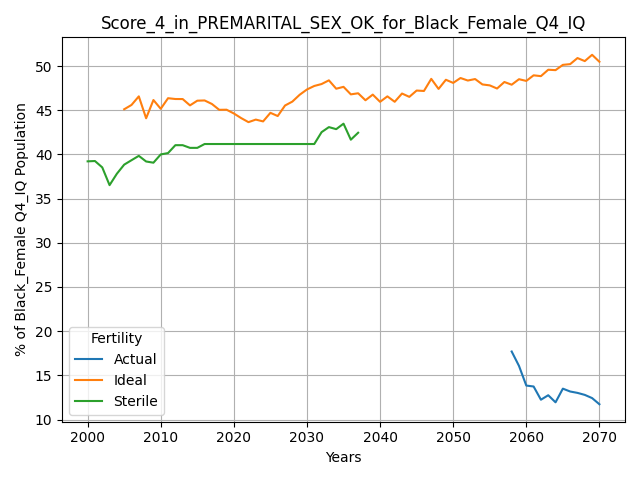 Score_4_in_PREMARITAL_SEX_OK_for_Black_Female_Q4_IQ
% of Black_Female Q4_IQ Population
50
45
40
35
30
25
20
15
10
Fertility
Actual
Ideal
Sterile
2000 2010 2020 2030 2040 2050 2060 2070
Years